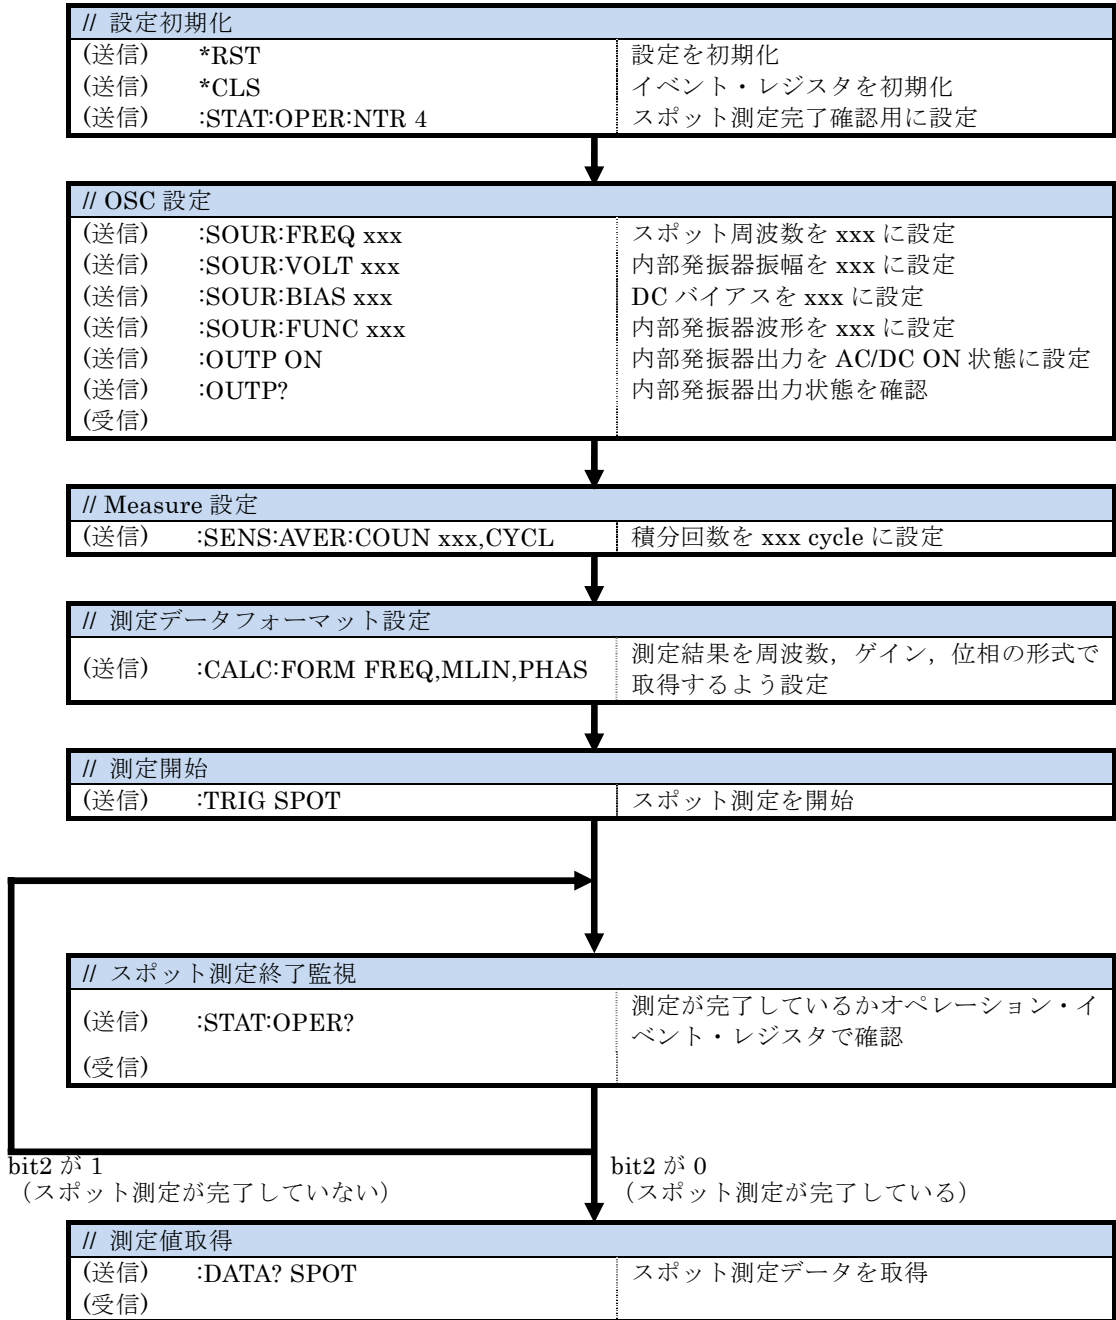 // 設定初期化
(送信) *RST 設定を初期化
(送信) *CLS イベント・レジスタを初期化
(送信) :STAT:OPER:NTR 4 スポット測定完了確認用に設定
// OSC 設定
(送信) :SOUR:FREQ xxx スポット周波数を xxx に設定
(送信) :SOUR:VOLT xxx 内部発振器振幅を xxx に設定
(送信) :SOUR:BIAS xxx DC バイアスを xxx に設定
(送信) :SOUR:FUNC xxx 内部発振器波形を xxx に設定
(送信) :OUTP ON 内部発振器出力を AC/DC ON 状態に設定
(送信) :OUTP? 内部発振器出力状態を確認
(受信)
// Measure 設定
(送信) :SENS:AVER:COUN xxx,CYCL 積分回数を xxx cycle に設定
// 測定データフォーマット設定
(送信) :CALC:FORM FREQ,MLIN,PHAS 測定結果を周波数，ゲイン，位相の形式で
取得するよう設定
// 測定開始
(送信) :TRIG SPOT スポット測定を開始
// スポット測定終了監視
(送信) :STAT:OPER? 測定が完了しているかオペレーション・イ
ベント・レジスタで確認
(受信)
bit2 が 1
（スポット測定が完了していない）
bit2 が 0
（スポット測定が完了している）
// 測定値取得
(送信) :DATA? SPOT スポット測定データを取得
(受信)